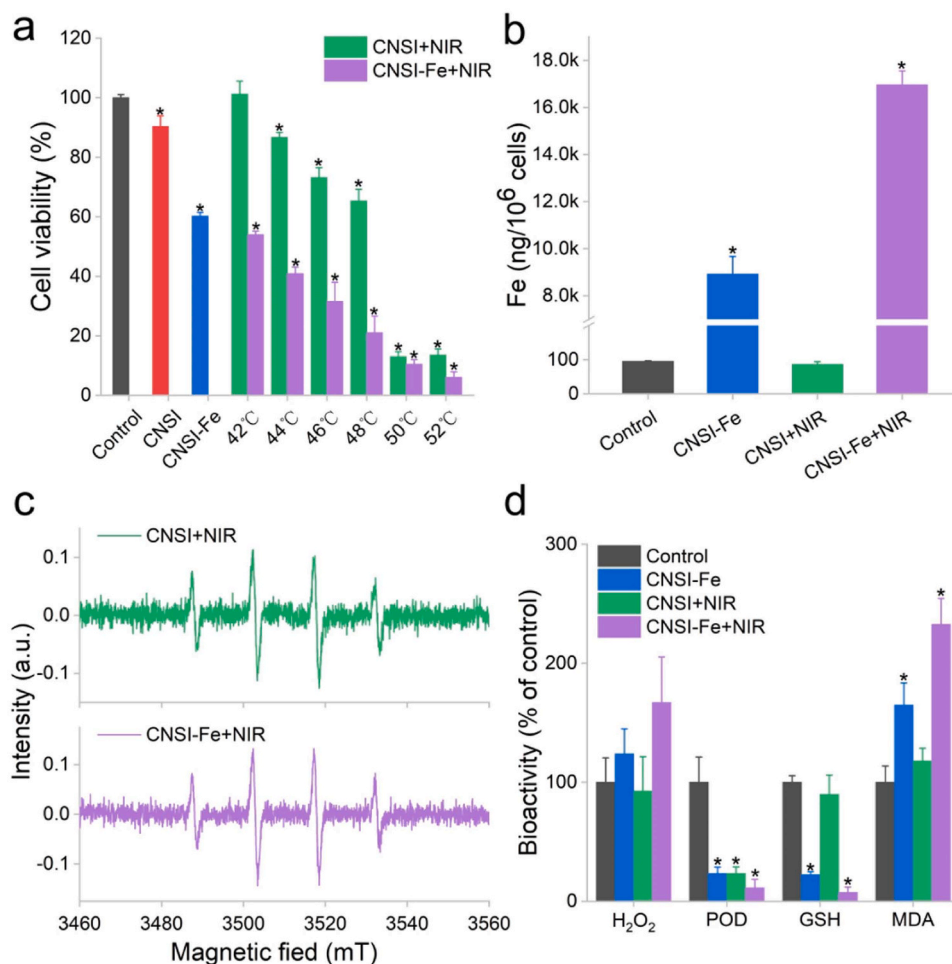 a
120
100
80
60
40
20
0
Cell viability (%)
CNSI+NIR
CNSI-Fe+NIR
* * * * * * * * * * * * *
Control CNSI CNSI-Fe 42℃ 44℃ 46℃ 48℃ 50℃ 52℃
b
18.0k
16.0k
14.0k
12.0k
10.0k
8.0k
100
0
Fe (ng/10⁶ cells)
* *
Control CNSI-Fe CNSI+NIR CNSI-Fe+NIR
c
CNSI+NIR
0.1
0.0
-0.1
CNSI-Fe+NIR
0.1
0.0
-0.1
Intensity (a.u.)
3460 3480 3500 3520 3540 3560
Magnetic fied (mT)
d
300
200
100
0
Bioactivity (% of control)
Control
CNSI-Fe
CNSI+NIR
CNSI-Fe+NIR
* * * * * * *
H₂O₂ POD GSH MDA